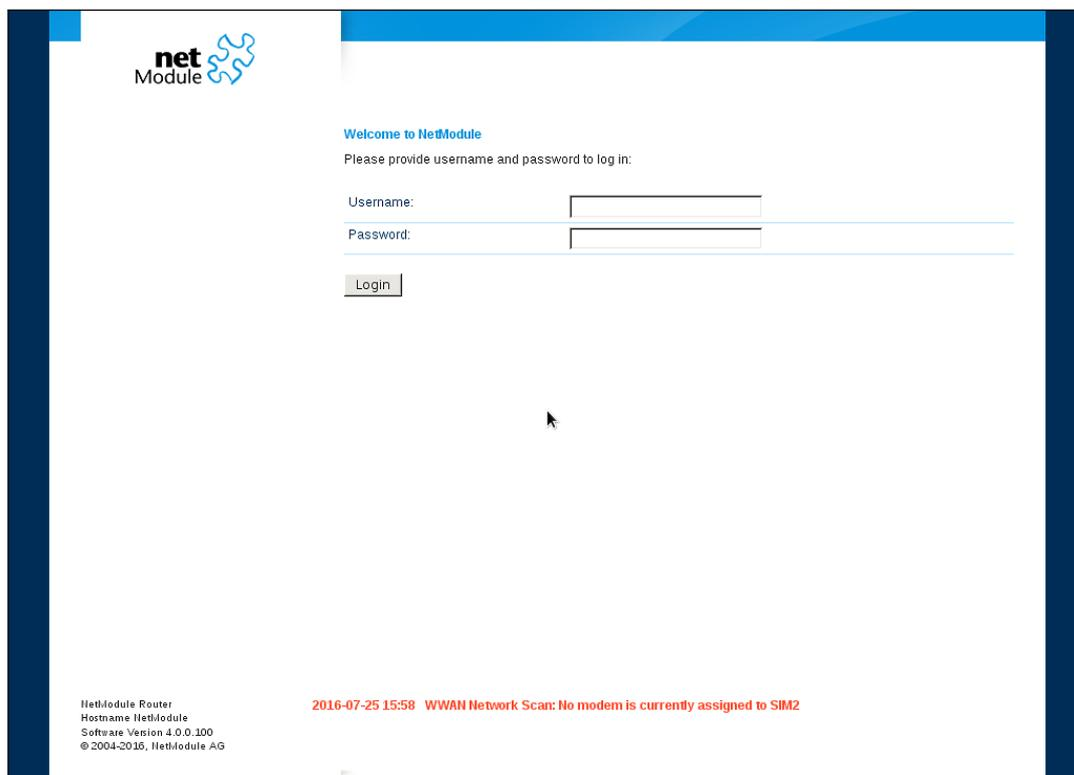 net
Module
Welcome to NetModule
Please provide username and password to log in:
Username:
Password:
Login
NetModule Router
Hostname NetModule
Software Version 4.0.0.100
© 2004-2016, NetModule AG
2016-07-25 15:58 WWAN Network Scan: No modem is currently assigned to SIM2